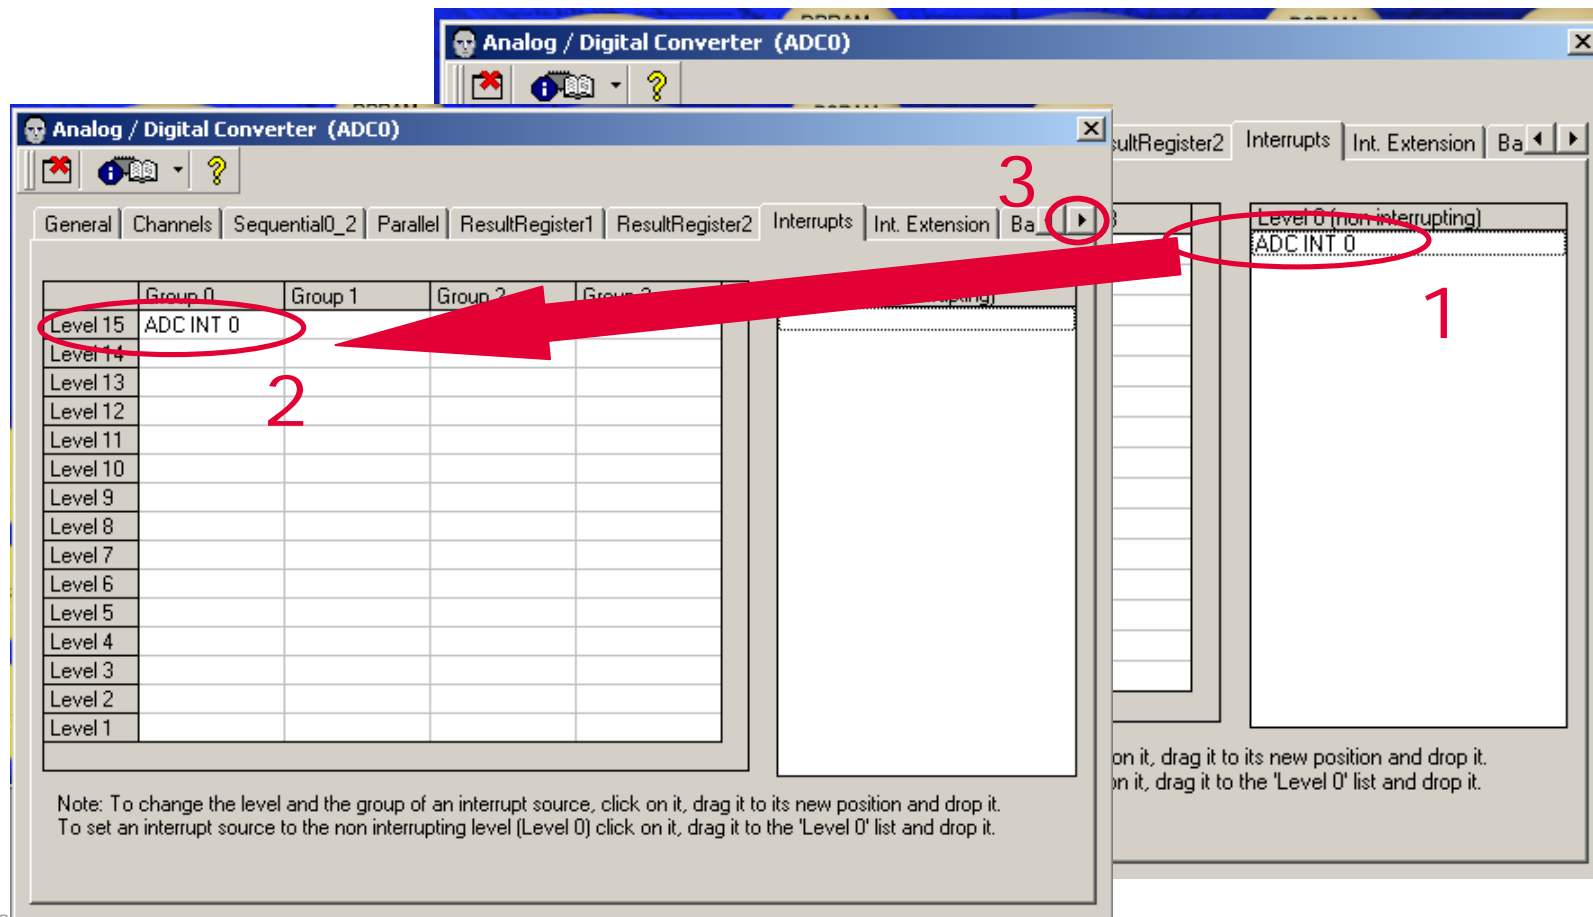 Analog / Digital Converter (ADC0)
sultRegister2 Interrupts Int. Extension Ba
Level 0 (non interrupting)
ADC INT 0
1
on it, drag it to its new position and drop it.
on it, drag it to the 'Level 0' list and drop it.
Analog / Digital Converter (ADC0)
3
General Channels Sequential0_2 Parallel ResultRegister1 ResultRegister2 Interrupts Int. Extension Ba
Group 0 Group 1 Group 2 Group 3
Level 15 ADC INT 0
Level 14
2
Level 13
Level 12
Level 11
Level 10
Level 9
Level 8
Level 7
Level 6
Level 5
Level 4
Level 3
Level 2
Level 1
Note: To change the level and the group of an interrupt source, click on it, drag it to its new position and drop it.
To set an interrupt source to the non interrupting level (Level 0) click on it, drag it to the 'Level 0' list and drop it.